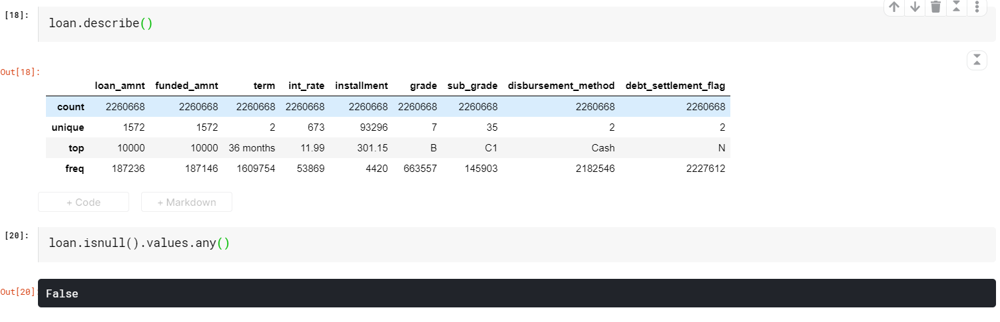 [18]: loan.describe()
Out[18]:
loan_amnt funded_amnt term int_rate installment grade sub_grade disbursement_method debt_settlement_flag
count 2260668 2260668 2260668 2260668 2260668 2260668 2260668 2260668 2260668
unique 1572 1572 2 673 93296 7 35 2 2
top 10000 10000 36 months 11.99 301.15 B C1 Cash N
freq 187236 187146 1609754 53869 4420 663557 145903 2182546 2227612
+ Code + Markdown
[20]: loan.isnull().values.any()
Out[20]: False